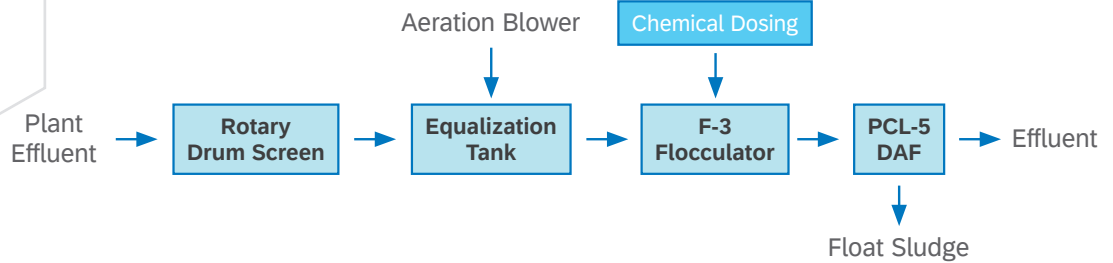 Aeration Blower
Chemical Dosing
Plant
Effluent
Rotary
Drum Screen
Equalization
Tank
F-3
Flocculator
PCL-5
DAF
Effluent
Float Sludge